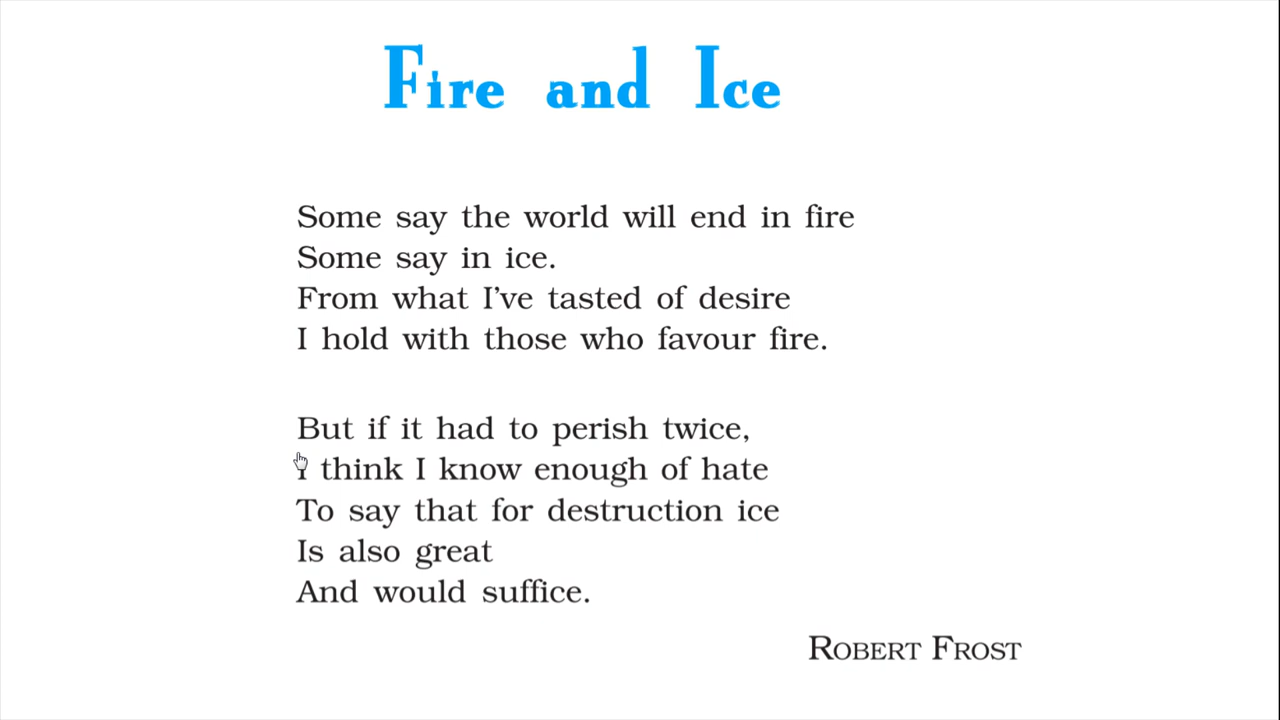 Fire and Ice
Some say the world will end in fire
Some say in ice.
From what I've tasted of desire
I hold with those who favour fire.
But if it had to perish twice,
I think I know enough of hate
To say that for destruction ice
Is also great
And would suffice.
ROBERT FROST